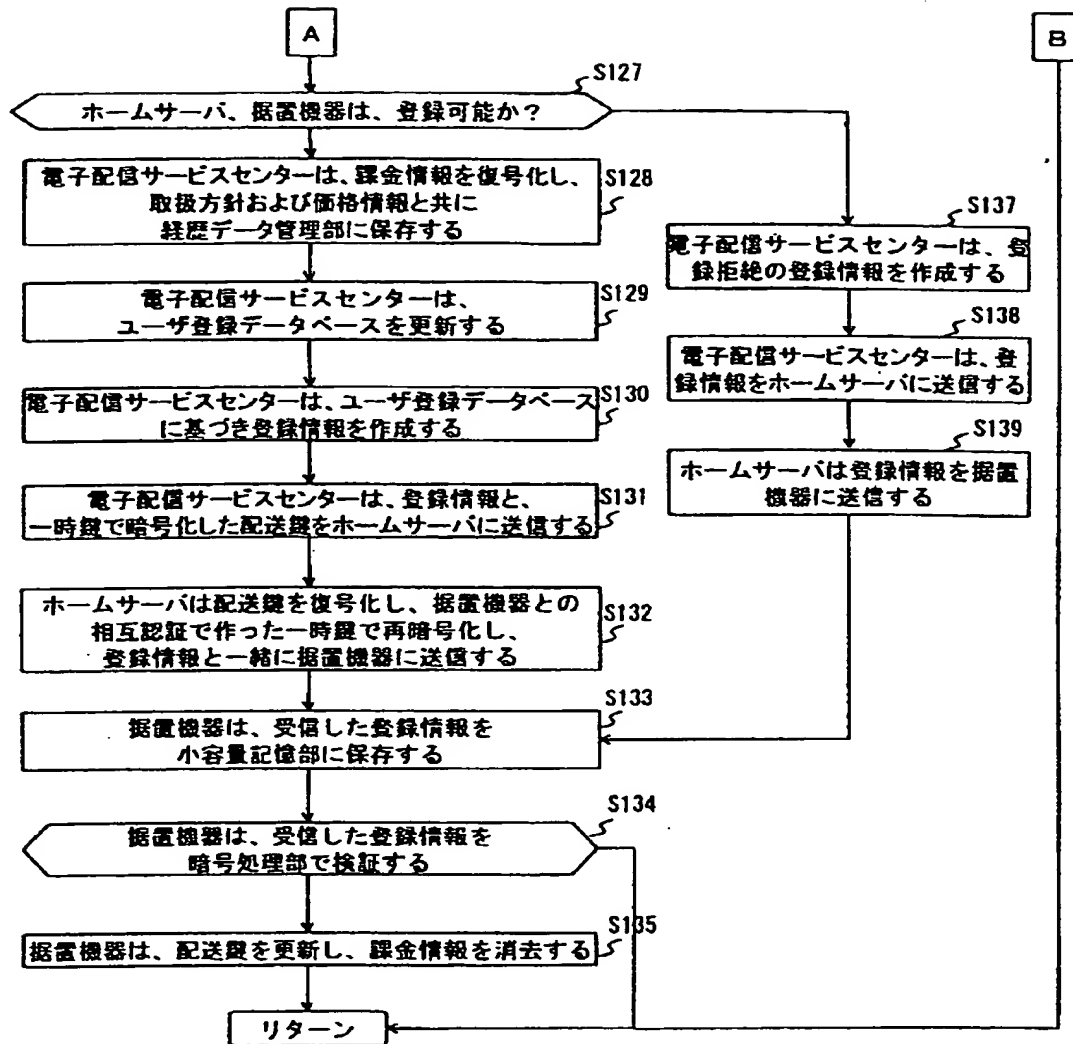 A
B
S127
ホームサーバ、据置機器は、登録可能か？
電子配信サービスセンターは、課金情報を復号化し、
取扱方針および価格情報と共に
経歴データ管理部に保存する
S128
電子配信サービスセンターは、
ユーザ登録データベースを更新する
S129
電子配信サービスセンターは、ユーザ登録データベース
に基づき登録情報を作成する
S130
電子配信サービスセンターは、登録情報と、
一時鍵で暗号化した配送鍵をホームサーバに送信する
S131
ホームサーバは配送鍵を復号化し、据置機器との
相互認証で作った一時鍵で再暗号化し、
登録情報と一緒に据置機器に送信する
S132
据置機器は、受信した登録情報を
小容量記憶部に保存する
S133
据置機器は、受信した登録情報を
暗号処理部で検証する
S134
据置機器は、配送鍵を更新し、課金情報を消去する
S135
リターン
S137
電子配信サービスセンターは、登
録拒絶の登録情報を作成する
S138
電子配信サービスセンターは、登
録情報をホームサーバに送信する
S139
ホームサーバは登録情報を据置
機器に送信する